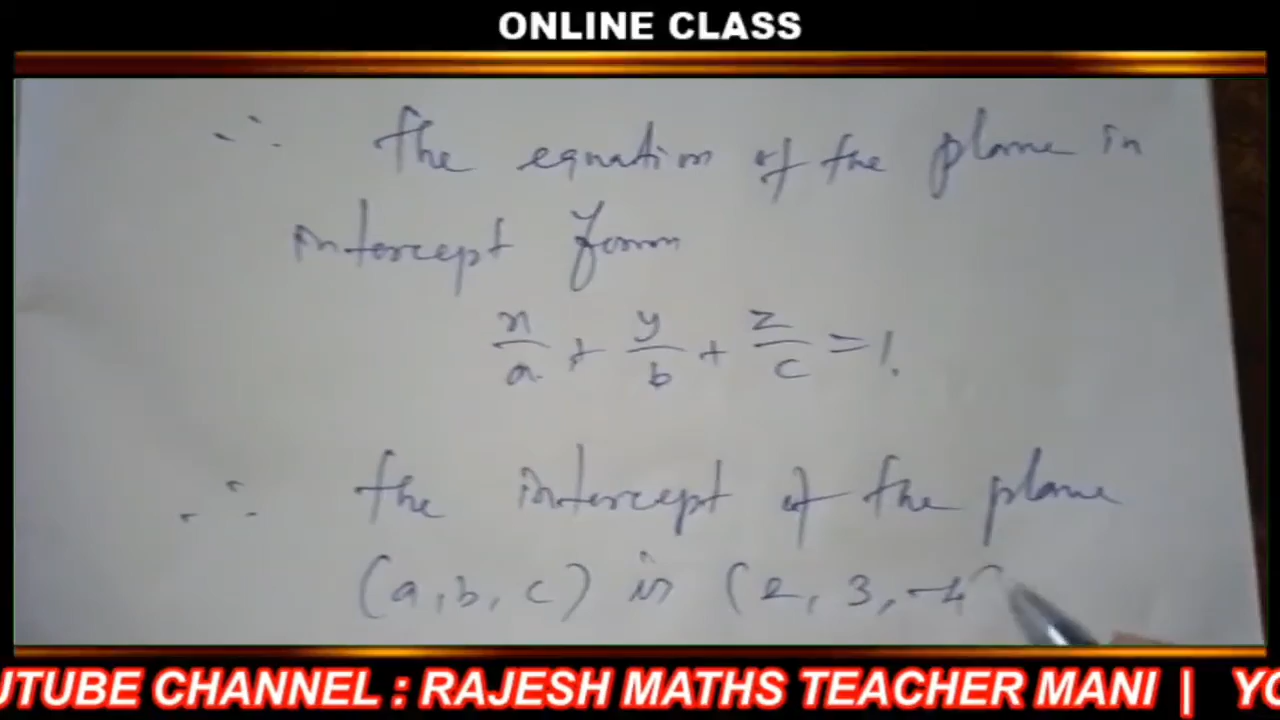 ONLINE CLASS
∴ The equation of the plane in
intercept form
x/a + y/b + z/c = 1.
∴ the intercept of the plane
(a, b, c) is (2, 3, -4)
UTUBE CHANNEL : RAJESH MATHS TEACHER MANI | YO